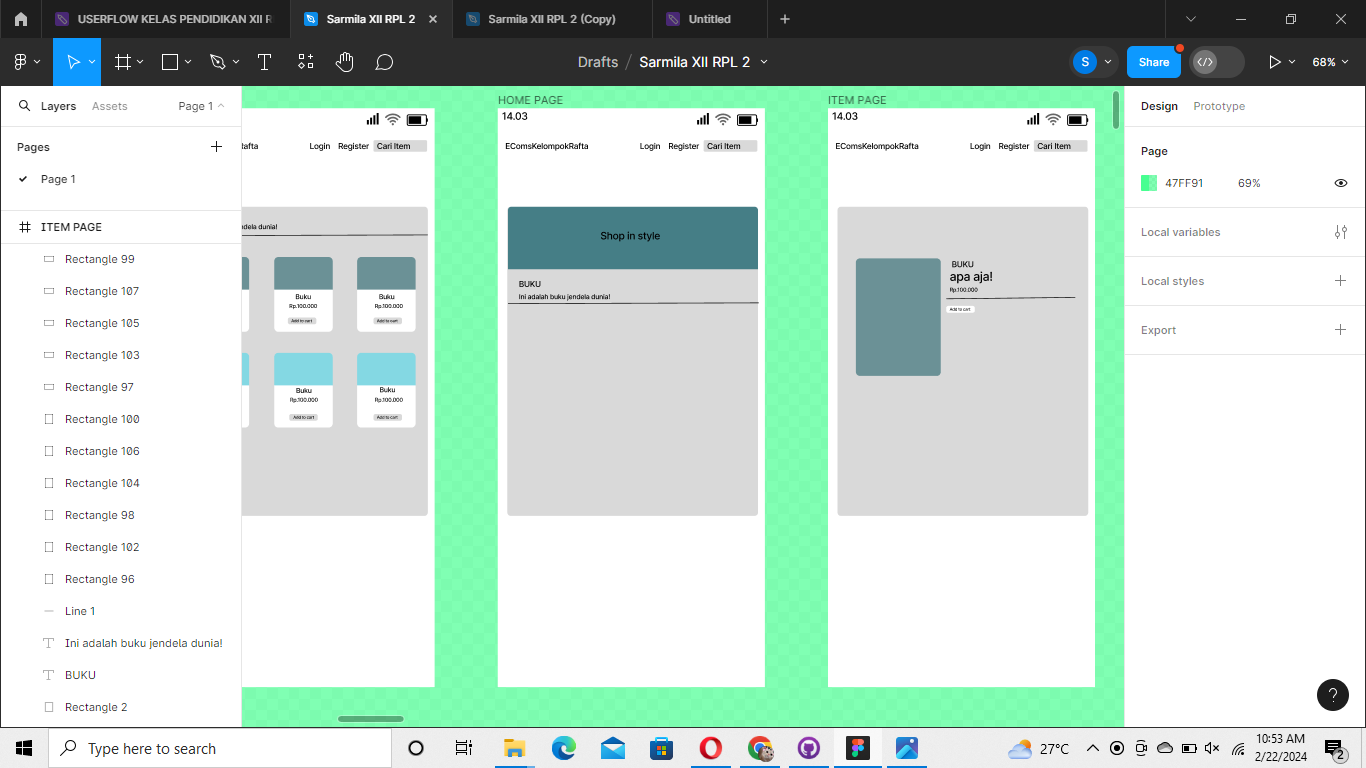 USERFLOW KELAS PENDIDIKAN XII R
Sarmila XII RPL 2
Sarmila XII RPL 2 (Copy)
Untitled
Drafts / Sarmila XII RPL 2
S
Share
68%
Layers
Assets
Page 1
Pages
Page 1
ITEM PAGE
Rectangle 99
Rectangle 107
Rectangle 105
Rectangle 103
Rectangle 97
Rectangle 100
Rectangle 106
Rectangle 104
Rectangle 98
Rectangle 102
Rectangle 96
Line 1
Ini adalah buku jendela dunia!
BUKU
Rectangle 2
afta
Login Register Cari Item
ndela dunia!
Buku
Rp.100.000
Add to cart
Buku
Rp.100.000
Add to cart
Buku
Rp.100.000
Add to cart
Buku
Rp.100.000
Add to cart
HOME PAGE
14.03
EComsKelompokRafta Login Register Cari Item
Shop in style
BUKU
Ini adalah buku jendela dunia!
ITEM PAGE
14.03
EComsKelompokRafta Login Register Cari Item
BUKU
apa aja!
Rp.100.000
Add to cart
Design
Prototype
Page
47FF91 69%
Local variables
Local styles
Export
?
Type here to search
27°C
10:53 AM
2/22/2024
2